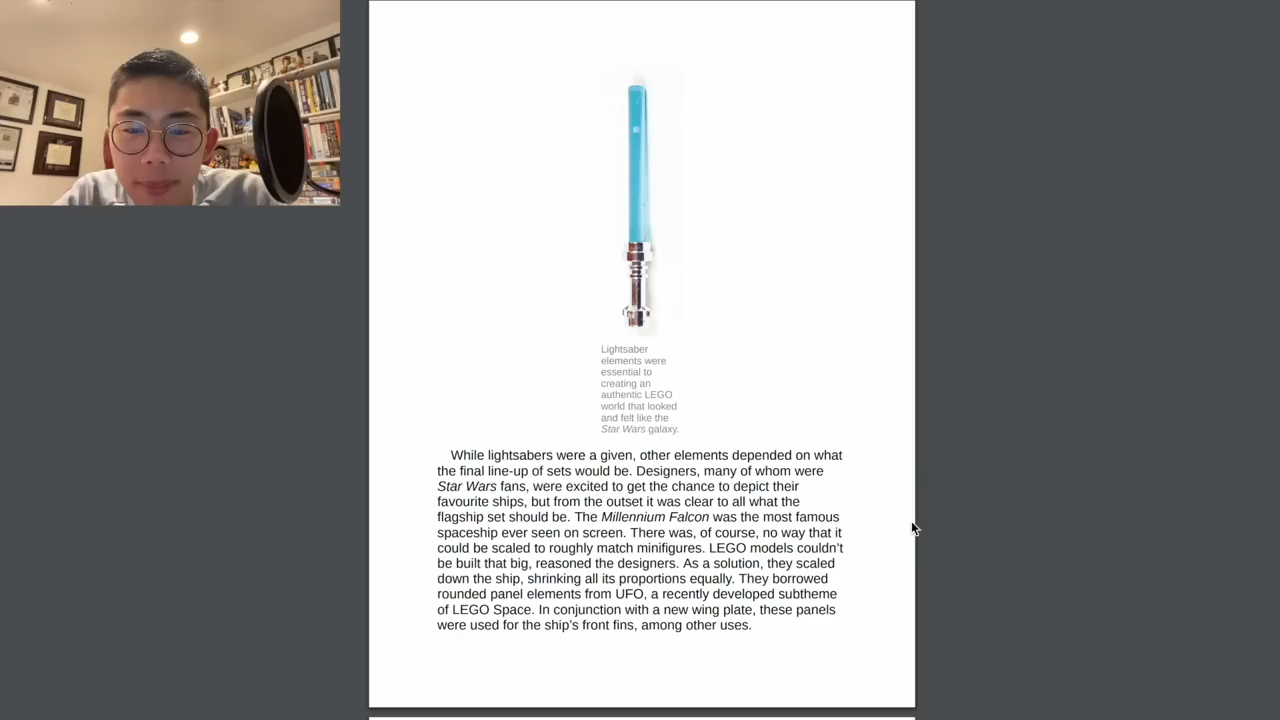 Lightsaber
elements were
essential to
creating an
authentic LEGO
world that looked
and felt like the
Star Wars galaxy.
While lightsabers were a given, other elements depended on what
the final line-up of sets would be. Designers, many of whom were
Star Wars fans, were excited to get the chance to depict their
favourite ships, but from the outset it was clear to all what the
flagship set should be. The Millennium Falcon was the most famous
spaceship ever seen on screen. There was, of course, no way that it
could be scaled to roughly match minifigures. LEGO models couldn’t
be built that big, reasoned the designers. As a solution, they scaled
down the ship, shrinking all its proportions equally. They borrowed
rounded panel elements from UFO, a recently developed subtheme
of LEGO Space. In conjunction with a new wing plate, these panels
were used for the ship’s front fins, among other uses.